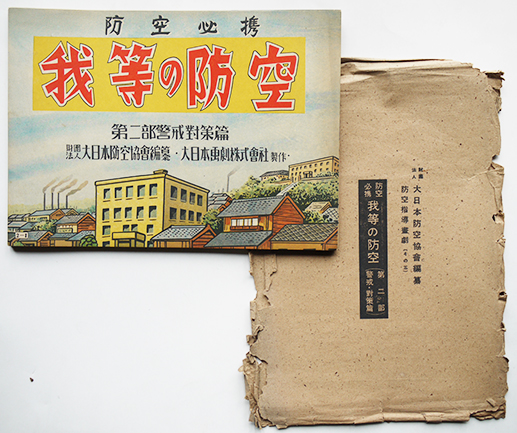 防空必携
我等の防空
第二部警戒對策篇
財團法人 大日本防空協會編纂・大日本画劇株式會社 製作・
財團法人 大日本防空協會編纂
防空指導畫劇（その三）
防空必携 我等の防空 第二部（警戒・對策篇）